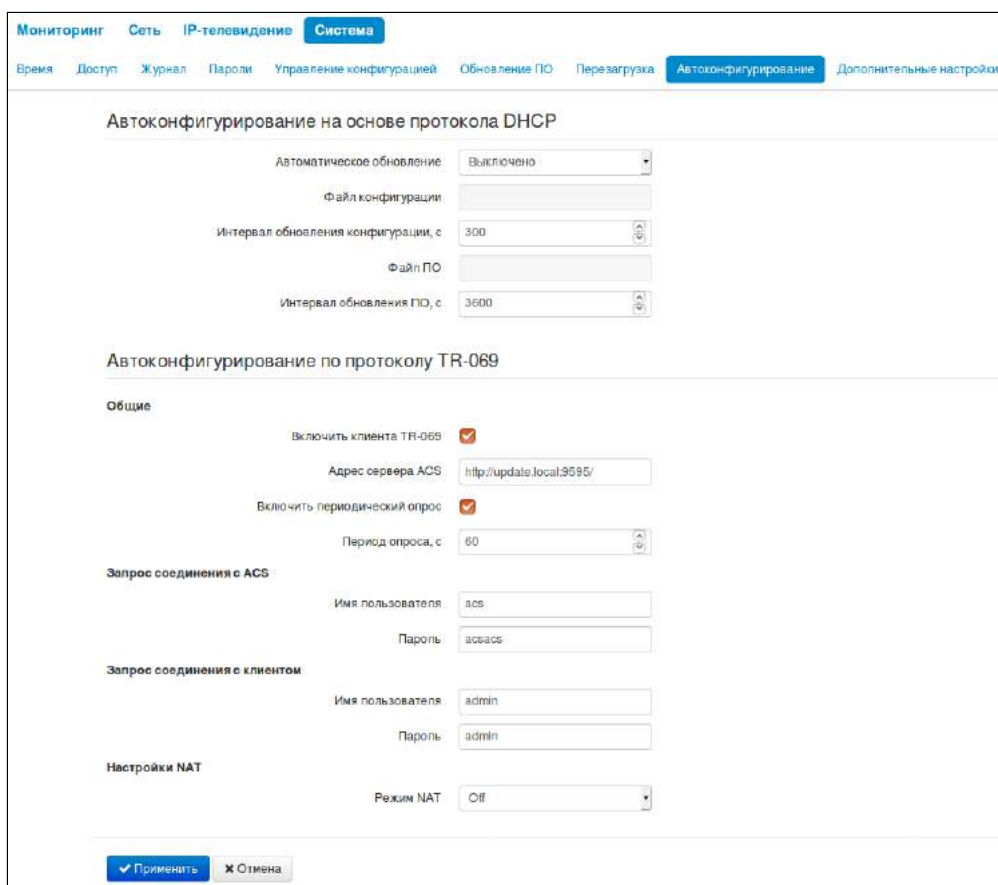 Мониторинг Сеть IP-телевидение Система
Время Доступ Журнал Пароли Управление конфигурацией Обновление ПО Перезагрузка Автоконфигурирование Дополнительные настройки
Автоконфигурирование на основе протокола DHCP
Автоматическое обновление Выключено
Файл конфигурации
Интервал обновления конфигурации, с 300
Файл ПО
Интервал обновления ПО, с 3600
Автоконфигурирование по протоколу TR-069
Общие
Включить клиента TR-069
Адрес сервера ACS http://update.local:9595/
Включить периодический опрос
Период опроса, с 60
Запрос соединения с ACS
Имя пользователя acs
Пароль acsacs
Запрос соединения с клиентом
Имя пользователя admin
Пароль admin
Настройки NAT
Режим NAT Off
Применить Отмена